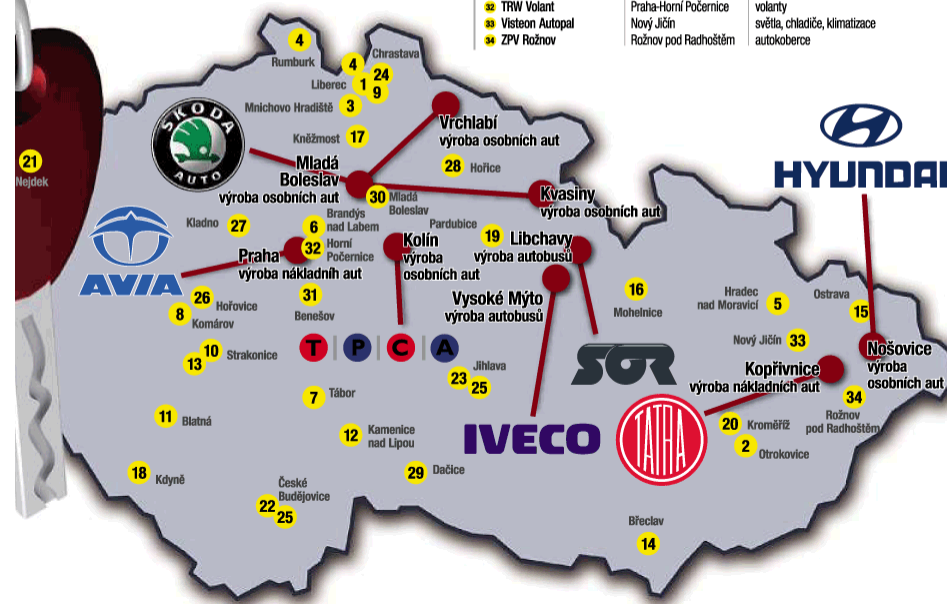 32 TRW Volant Praha-Horní Počernice volanty
33 Visteon Autopal Nový Jičín světla, chladiče, klimatizace
34 ZPV Rožnov Rožnov pod Radhoštěm autokoberce
4
Rumburk
Chrastava
4
24
Liberec 1
9
Mnichovo Hradiště 3
ŠKODA
AUTO
Kněžmost 17
Vrchlabí
výroba osobních aut
28 Hořice
21
Nejdek
Mladá
Boleslav
výroba osobních aut
30 Mladá
Boleslav
Kvasiny
výroba osobních aut
HYUNDAI
Kladno 27
6 Brandýs
nad Labem
32 Horní
Počernice
Praha
výroba nákladníh aut
AVIA
Kolín
výroba
osobních aut
Pardubice
19
Libchavy
výroba autobusů
Vysoké Mýto
výroba autobusů
26 Hořovice
8
Komárov
31
Benešov
16
Mohelnice
Hradec
nad Moravicí 5
Ostrava
15
10 Strakonice
13
T P C A
Nový Jičín 33
Nošovice
výroba
osobních aut
SOR
Kopřivnice
výroba nákladních aut
Jihlava
23
25
7 Tábor
34
Rožnov
pod Radhoštěm
11 Blatná
12 Kamenice
nad Lipou
IVECO
TATRA
20 Kroměříž
2
Otrokovice
18 Kdyně
29 Dačice
České
Budějovice
22
25
Břeclav
14